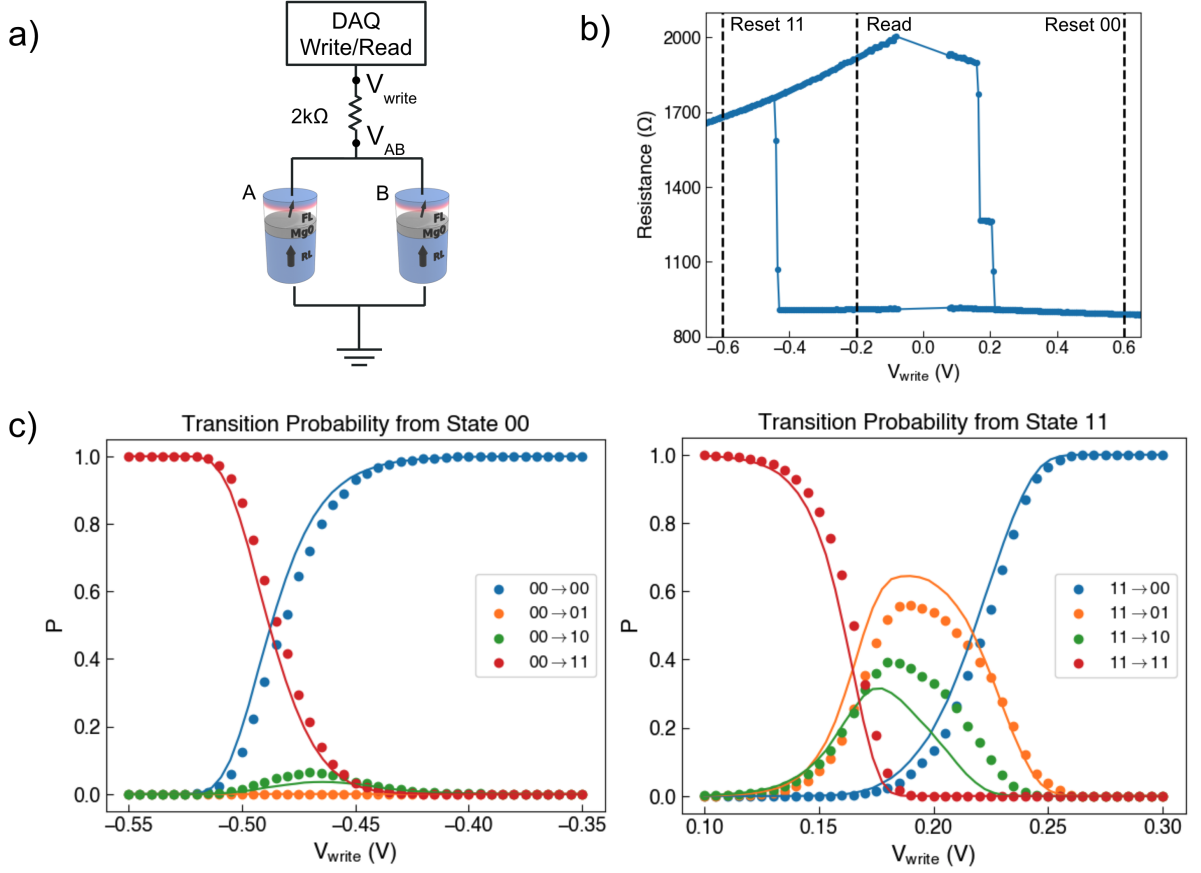 a)
DAQ
Write/Read
V_write
2kΩ
V_AB
A
B
FL
MgO
RL
FL
MgO
RL
b)
Reset 11
Read
Reset 00
2000
1700
1400
1100
800
Resistance (Ω)
−0.6 −0.4 −0.2 0.0 0.2 0.4 0.6
V_write (V)
c)
Transition Probability from State 00
1.0
0.8
0.6
0.4
0.2
0.0
P
00→00
00→01
00→10
00→11
−0.55 −0.50 −0.45 −0.40 −0.35
V_write (V)
Transition Probability from State 11
1.0
0.8
0.6
0.4
0.2
0.0
P
11→00
11→01
11→10
11→11
0.10 0.15 0.20 0.25 0.30
V_write (V)